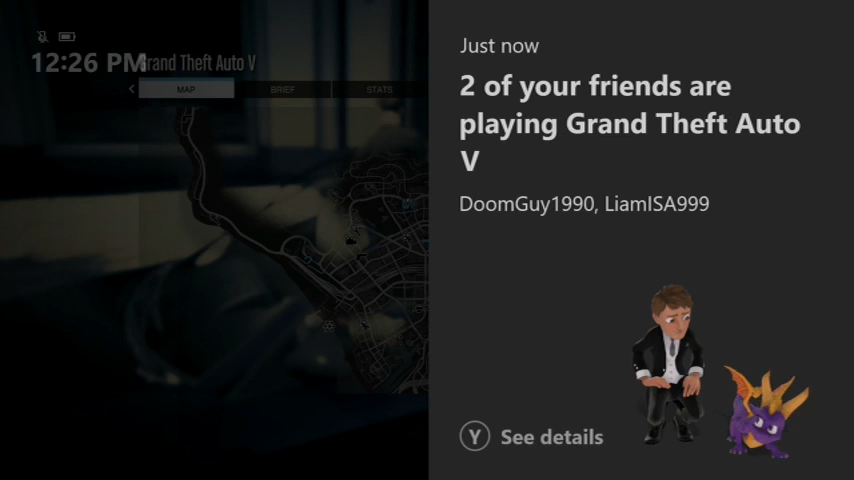 12:26 PM
Grand Theft Auto V
MAP
BRIEF
STATS
Just now
2 of your friends are
playing Grand Theft Auto
V
DoomGuy1990, LiamISA999
Y See details